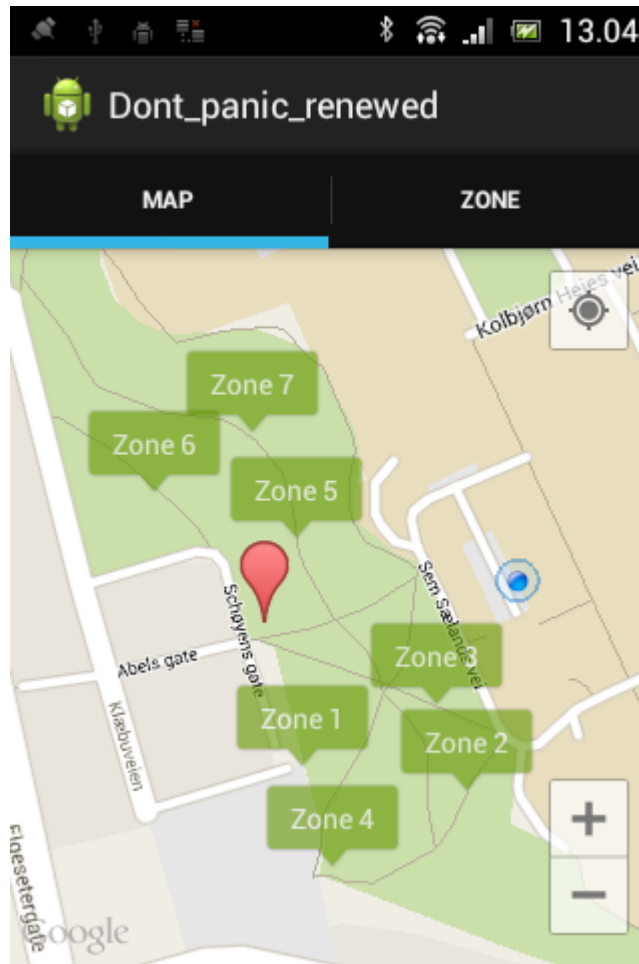 13.04
Dont_panic_renewed
MAP
ZONE
Kolbjørn Hejes vei
Zone 7
Zone 6
Zone 5
Sem Sælands vei
Schøyens gate
Abels gate
Zone 3
Klæbuveien
Zone 1
Zone 2
+
Zone 4
−
Google